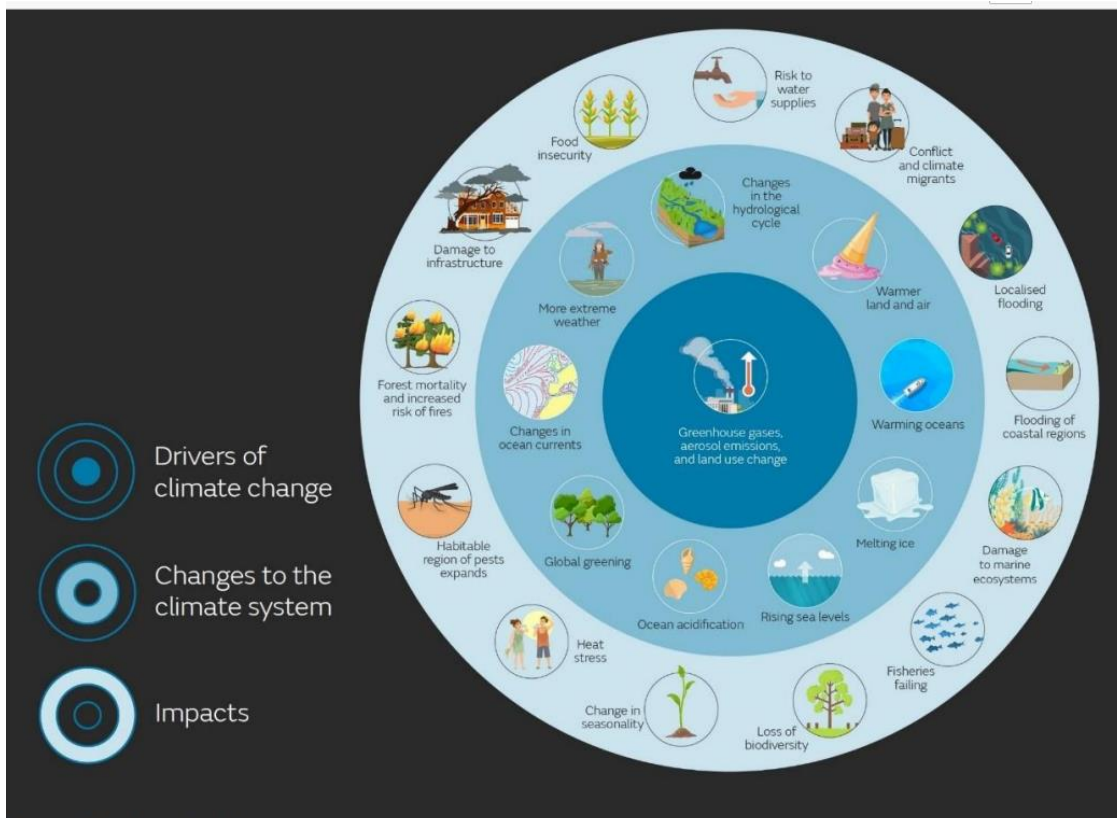 Drivers of
climate change
Changes to the
climate system
Impacts
Greenhouse gases,
aerosol emissions,
and land use change
Changes
in the
hydrological
cycle
Warmer
land and air
Warming oceans
Melting ice
Rising sea levels
Ocean acidification
Global greening
Changes in
ocean currents
More extreme
weather
Risk to
water
supplies
Conflict
and climate
migrants
Localised
flooding
Flooding of
coastal regions
Damage
to marine
ecosystems
Fisheries
failing
Loss of
biodiversity
Change in
seasonality
Heat
stress
Habitable
region of pests
expands
Forest mortality
and increased
risk of fires
Damage to
infrastructure
Food
insecurity